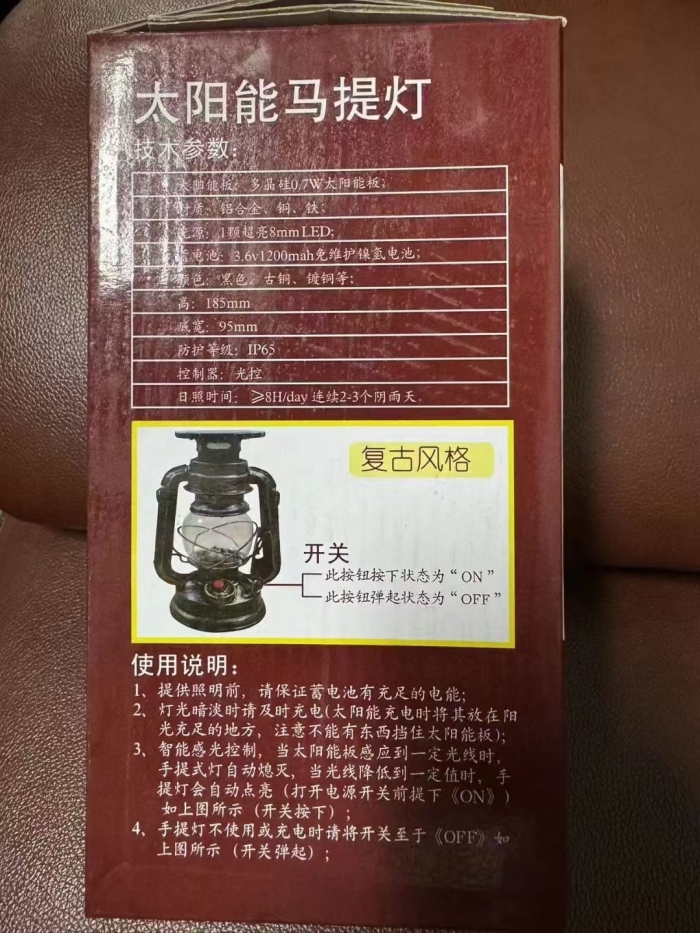 太阳能马提灯
技术参数:
太阳能板: 多晶硅0.7W太阳能板;
材质: 铝合金、铜、铁;
光源: 1颗超亮8mm LED;
蓄电池: 3.6v1200mah免维护镍氢电池;
颜色: 黑色、古铜、镀铜等;
高: 185mm
底宽: 95mm
防护等级: IP65
控制器: 光控
日照时间: ≥8H/day 连续2-3个阴雨天
复古风格
开关
此按钮按下状态为“ON”
此按钮弹起状态为“OFF”
使用说明:
1、提供照明前, 请保证蓄电池有充足的电能;
2、灯光暗淡时请及时充电(太阳能充电时将其放在阳
光充足的地方, 注意不能有东西挡住太阳能板);
3、智能感光控制, 当太阳能板感应到一定光线时,
手提式灯自动熄灭, 当光线降低到一定值时, 手
提灯会自动点亮 (打开电源开关前提下《ON》)
如上图所示 (开关按下) ;
4、手提灯不使用或充电时请将开关至于《OFF》如
上图所示 (开关弹起) ;